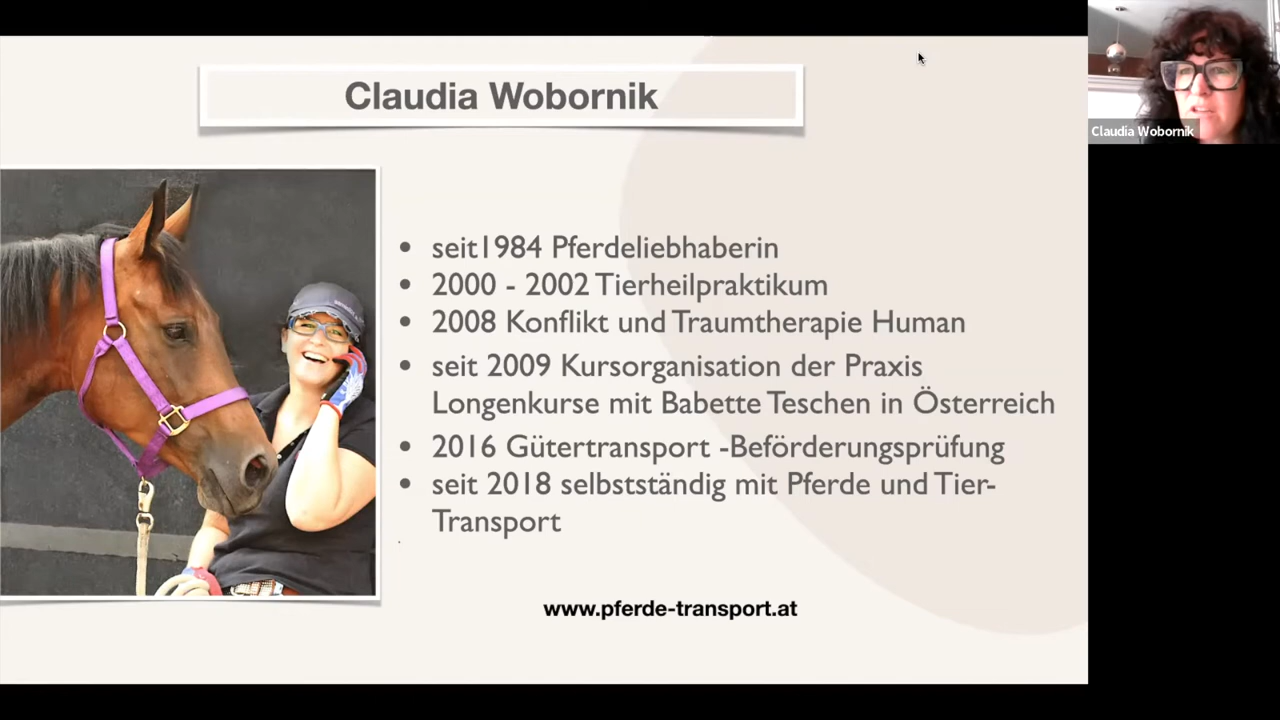 Claudia Wobornik
Claudia Wobornik
• seit1984 Pferdeliebhaberin
• 2000 - 2002 Tierheilpraktikum
• 2008 Konflikt und Traumtherapie Human
• seit 2009 Kursorganisation der Praxis
Longenkurse mit Babette Teschen in Österreich
• 2016 Gütertransport -Beförderungsprüfung
• seit 2018 selbstständig mit Pferde und Tier-
Transport
www.pferde-transport.at